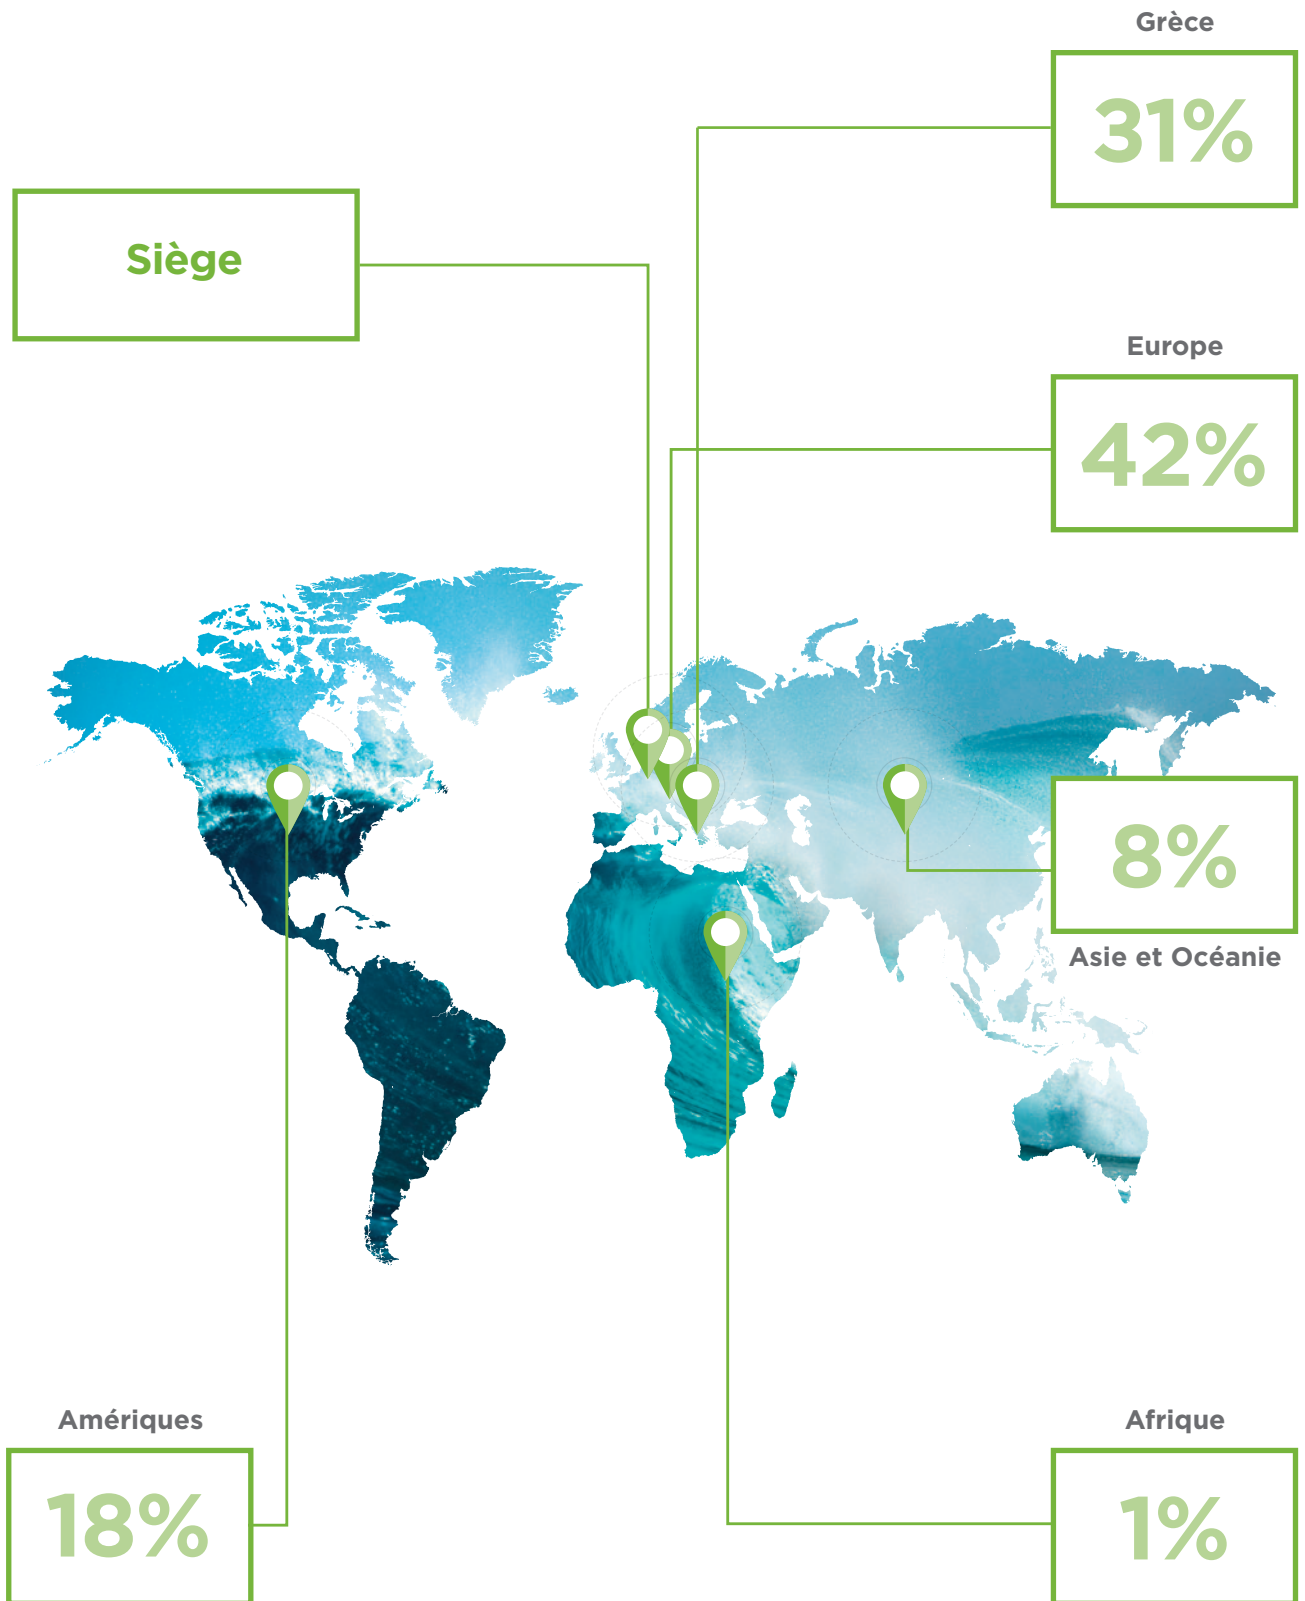 Grèce
31%
Siège
Europe
42%
8%
Asie et Océanie
Amériques
18%
Afrique
1%